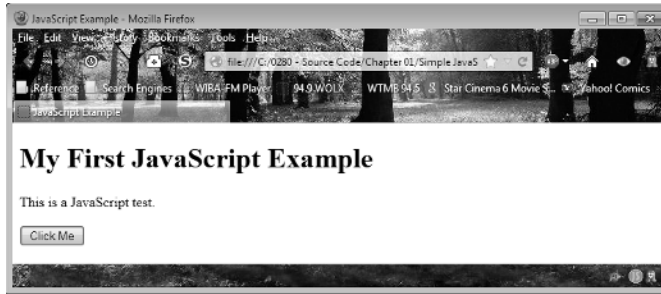 JavaScript Example - Mozilla Firefox
File Edit View History Bookmarks Tools Help
file:///C:/0280 - Source Code/Chapter 01/Simple JavaS
Reference Search Engines WIBA-FM Player 94.9 WOLX WTMB 94.5 Star Cinema 6 Movie S... Yahoo! Comics
JavaScript Example
My First JavaScript Example
This is a JavaScript test.
Click Me